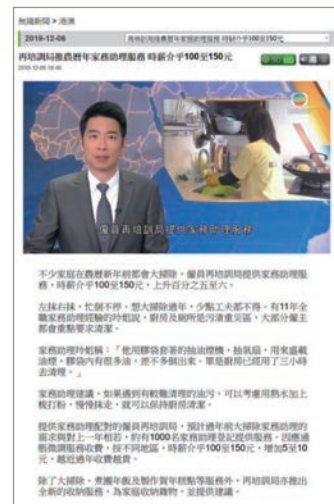 無綫新聞 > 港澳
2019-12-06
再培訓局推農曆年家務助理服務 時薪介乎100至150元
再培訓局推農曆年家務助理服務 時薪介乎100至150元
2019-12-06
僱員再培訓局提供家務助理服務
不少家庭在農曆新年前都會大掃除，僱員再培訓局提供家務助理服
務，時薪介乎100至150元，上升百分之五至六。
左抹右抹，忙個不停。想大掃除過年，少點工夫都不得。有11年全
職家務助理經驗的玲姐說，廚房及廁所是污漬重災區，大部分僱主
都會重點要求清潔。
家務助理玲姐稱：「他用膠袋套著的抽油煙機，抽氣扇，用來盛載
油煙，膠袋內有很多油，差不多倒出來。單是廚房已經用了三小時
去清理。」
家務助理建議，如果遇到有較難清理的油污，可以考慮用熱水加上
梳打粉，慢慢抹走，就可以保持廚房清潔。
提供家務助理配對的僱員再培訓局，預計過年前大掃除家務助理的
需求與對上一年相若，約有1000名家務助理登記提供服務。因應通
脹微調服務收費，按不同地區，時薪介乎100至150元，增加5至10
元，越近過年收費越貴。
除了大掃除、煮團年飯及製作賀年糕點等服務外，再培訓局亦推出
全新的收納服務，為家庭收納雜物，並提供建議。